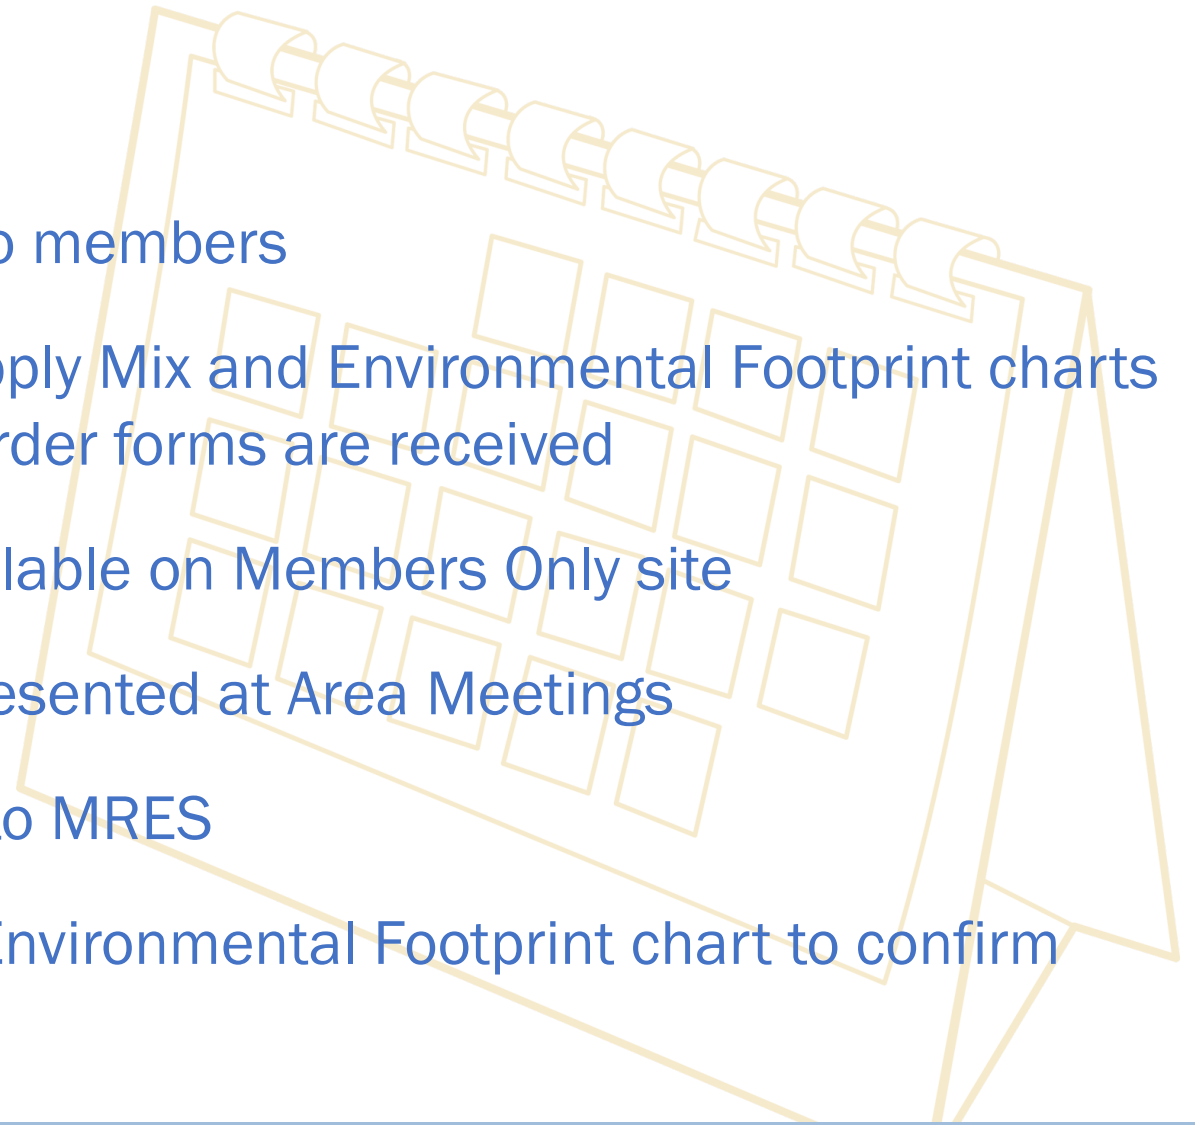 o members
pply Mix and Environmental Footprint charts
rder forms are received
lable on Members Only site
esented at Area Meetings
o MRES
Environmental Footprint chart to confirm